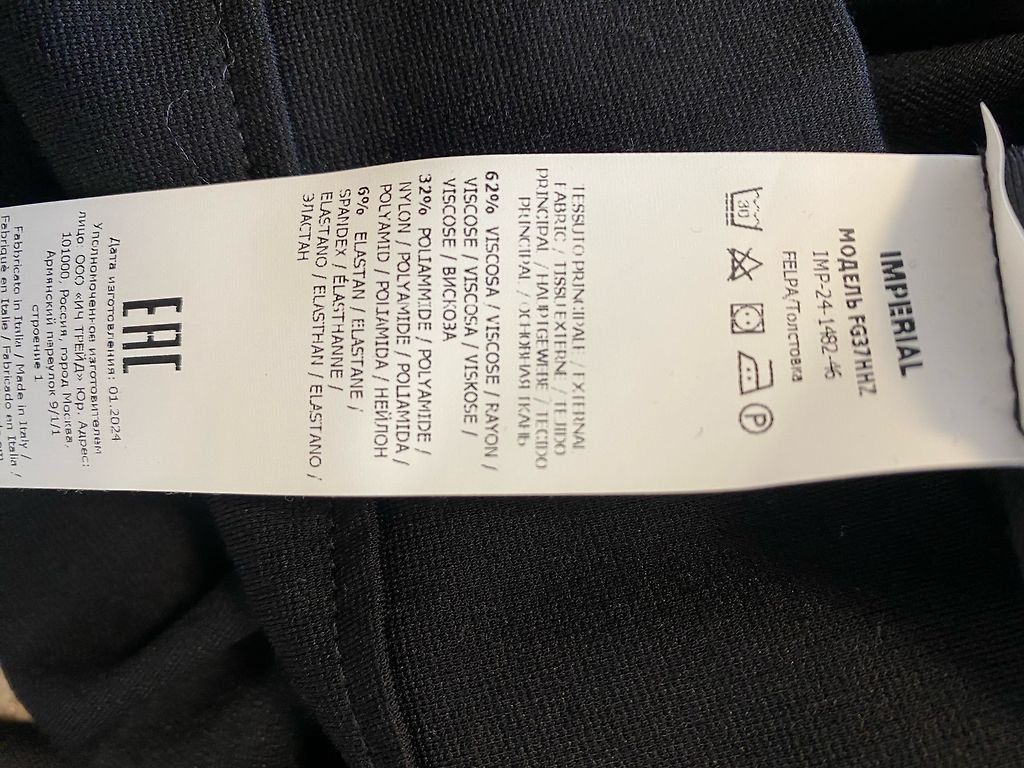 IMPERIAL
МОДЕЛЬ FG37HHZ
IMP-24-1482-46
FELPA/Толстовка
30
P
TESSUTO PRINCIPALE / EXTERNAL
FABRIC / TISSU EXTERNE / TEJIDO
PRINCIPAL / HAUPTGEWEBE / TECIDO
PRINCIPAL / ОСНОВНАЯ ТКАНЬ
62% VISCOSA / VISCOSE / RAYON /
VISCOSE / VISCOSA / VISKOSE /
VISCOSE / ВИСКОЗА
32% POLIAMMIDE / POLYAMIDE /
NYLON / POLYAMIDE / POLIAMIDA /
POLYAMID / POLIAMIDA / НЕЙЛОН
6% ELASTAN / ELASTANE /
SPANDEX / ÉLASTHANNE /
ELASTANO / ELASTHAN / ELASTANO /
ЭЛАСТАН
EAC
Дата изготовления: 01.2024
Уполномоченное изготовителем
лицо: ООО «ИЧ ТРЕЙД» Юр. Адрес:
101000, Россия, город Москва,
Армянский переулок 9/1/1
строение 1
Fabbricato in Italia / Made in Italy /
Fabriqué en Italie / Fabricado en Italia /